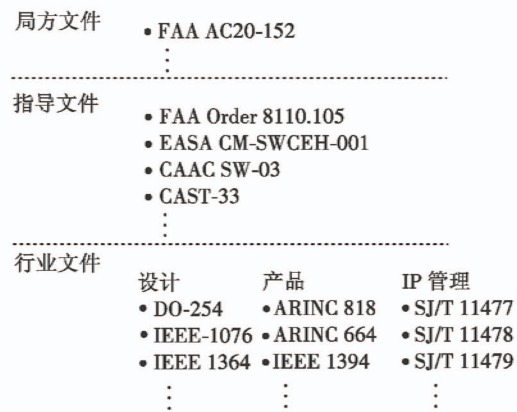 局方文件
• FAA AC20-152
⋮
指导文件
• FAA Order 8110.105
• EASA CM-SWCEH-001
• CAAC SW-03
• CAST-33
⋮
行业文件
设计 产品 IP 管理
• DO-254 • ARINC 818 • SJ/T 11477
• IEEE-1076 • ARINC 664 • SJ/T 11478
• IEEE 1364 • IEEE 1394 • SJ/T 11479
⋮ ⋮ ⋮